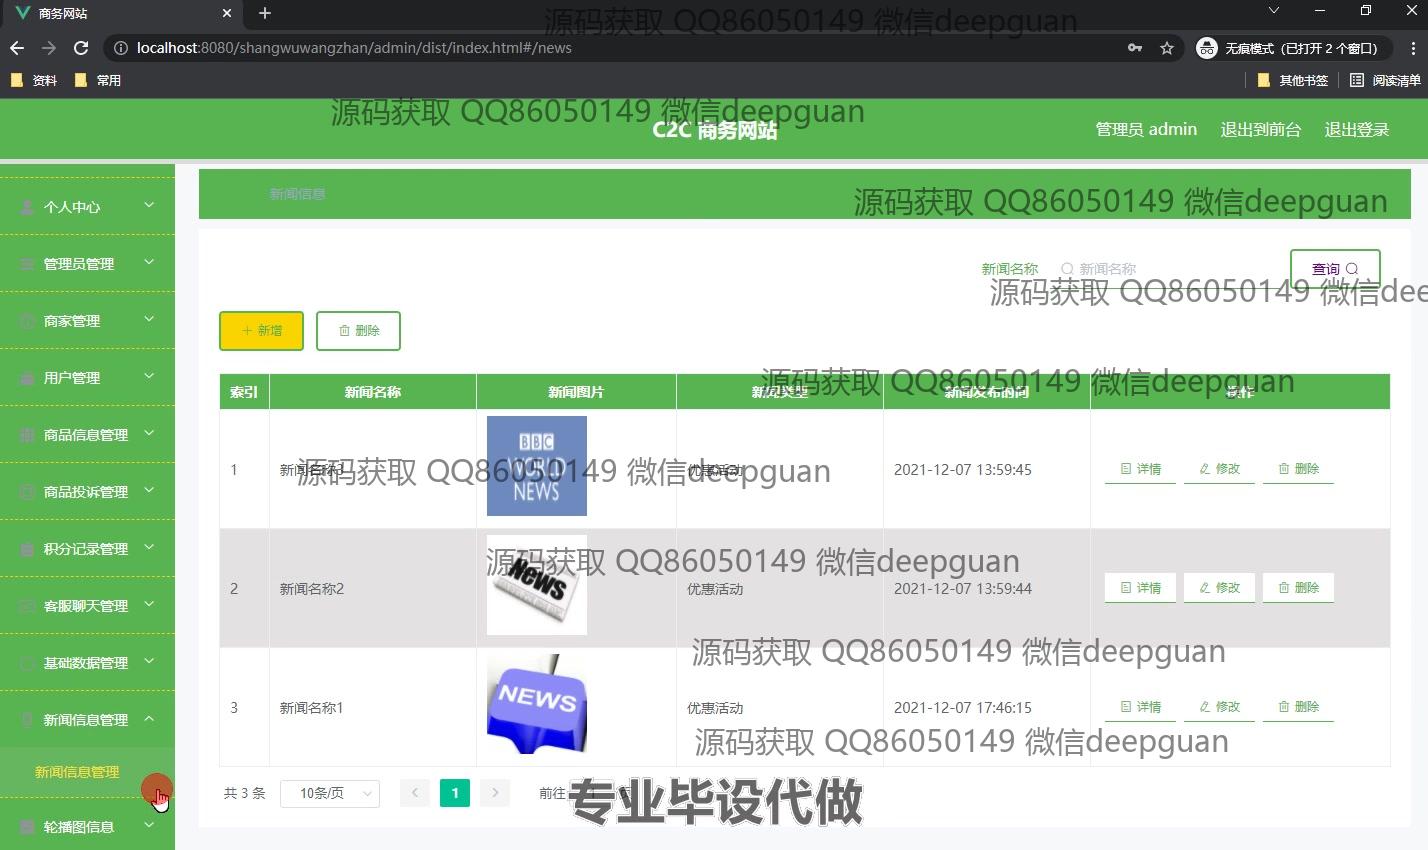 商务网站
源码获取 QQ86050149 微信deepguan
localhost:8080/shangwuwangzhan/admin/dist/index.html#/news
无痕模式 (已打开 2 个窗口)
资料 常用 其他书签 阅读清单
源码获取 QQ86050149 微信deepguan
C2C 商务网站 管理员 admin 退出到前台 退出登录
新闻信息
源码获取 QQ86050149 微信deepguan
个人中心
管理员管理
商家管理
用户管理
商品信息管理
商品投诉管理
积分记录管理
客服聊天管理
基础数据管理
新闻信息管理
新闻信息管理
轮播图信息
新闻名称 新闻名称 查询
源码获取 QQ86050149 微信dee
新增 删除
源码获取 QQ86050149 微信deepguan
索引 新闻名称 新闻图片 新闻类型 新闻发布时间 操作
1 新闻名称3 BBC WORLD NEWS 优惠活动 2021-12-07 13:59:45 详情 修改 删除
源码获取 QQ86050149 微信deepguan
源码获取 QQ86050149 微信deepguan
2 新闻名称2 News 优惠活动 2021-12-07 13:59:44 详情 修改 删除
源码获取 QQ86050149 微信deepguan
3 新闻名称1 NEWS 优惠活动 2021-12-07 17:46:15 详情 修改 删除
源码获取 QQ86050149 微信deepguan
共 3 条 10条/页 1 前往
专业毕设代做